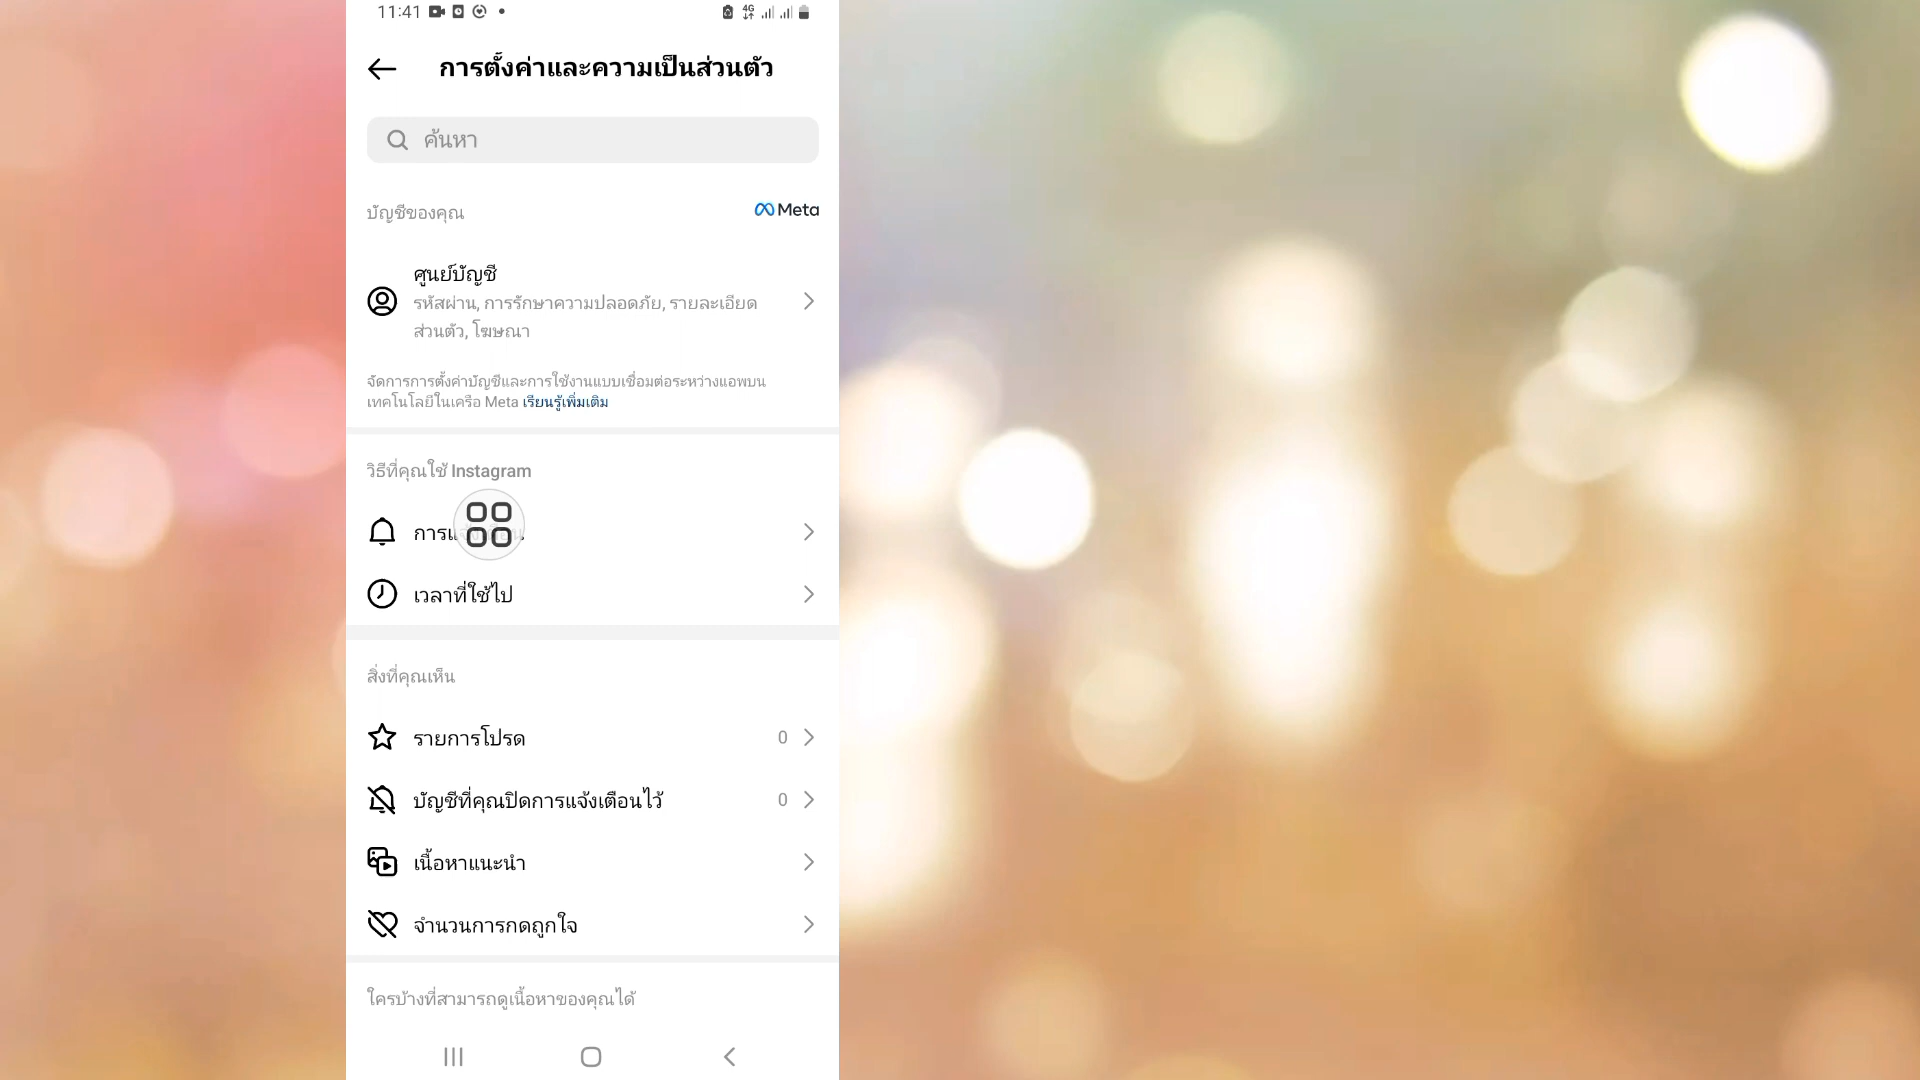 11:41
4G
การตั้งค่าและความเป็นส่วนตัว
ค้นหา
บัญชีของคุณ
Meta
ศูนย์บัญชี
รหัสผ่าน, การรักษาความปลอดภัย, รายละเอียด
ส่วนตัว, โฆษณา
จัดการการตั้งค่าบัญชีและการใช้งานแบบเชื่อมต่อระหว่างแอพบน
เทคโนโลยีในเครือ Meta เรียนรู้เพิ่มเติม
วิธีที่คุณใช้ Instagram
เวลาที่ใช้ไป
สิ่งที่คุณเห็น
รายการโปรด 0
บัญชีที่คุณปิดการแจ้งเตือนไว้ 0
เนื้อหาแนะนำ
จำนวนการกดถูกใจ
ใครบ้างที่สามารถดูเนื้อหาของคุณได้